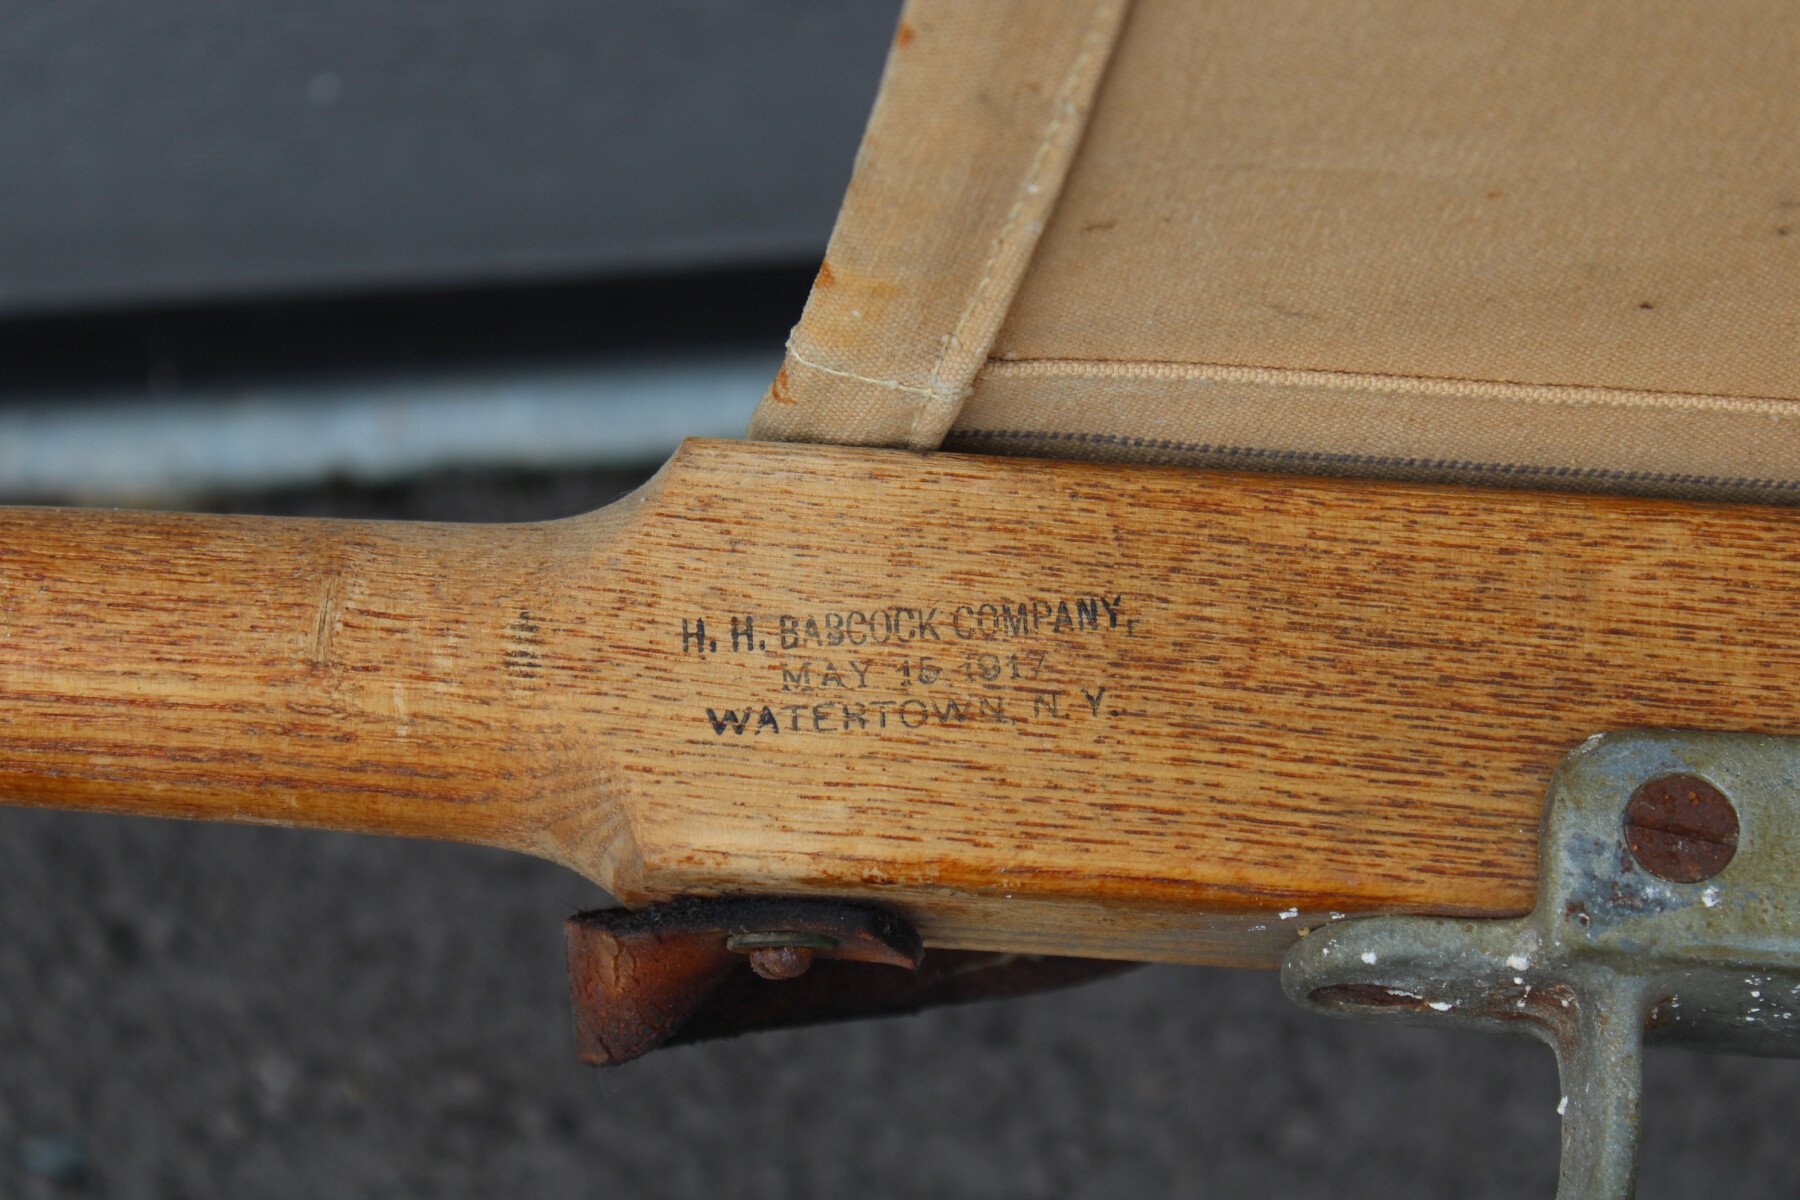 H. H. BABCOCK COMPANY,
MAY 15 1917
WATERTOWN, N. Y.